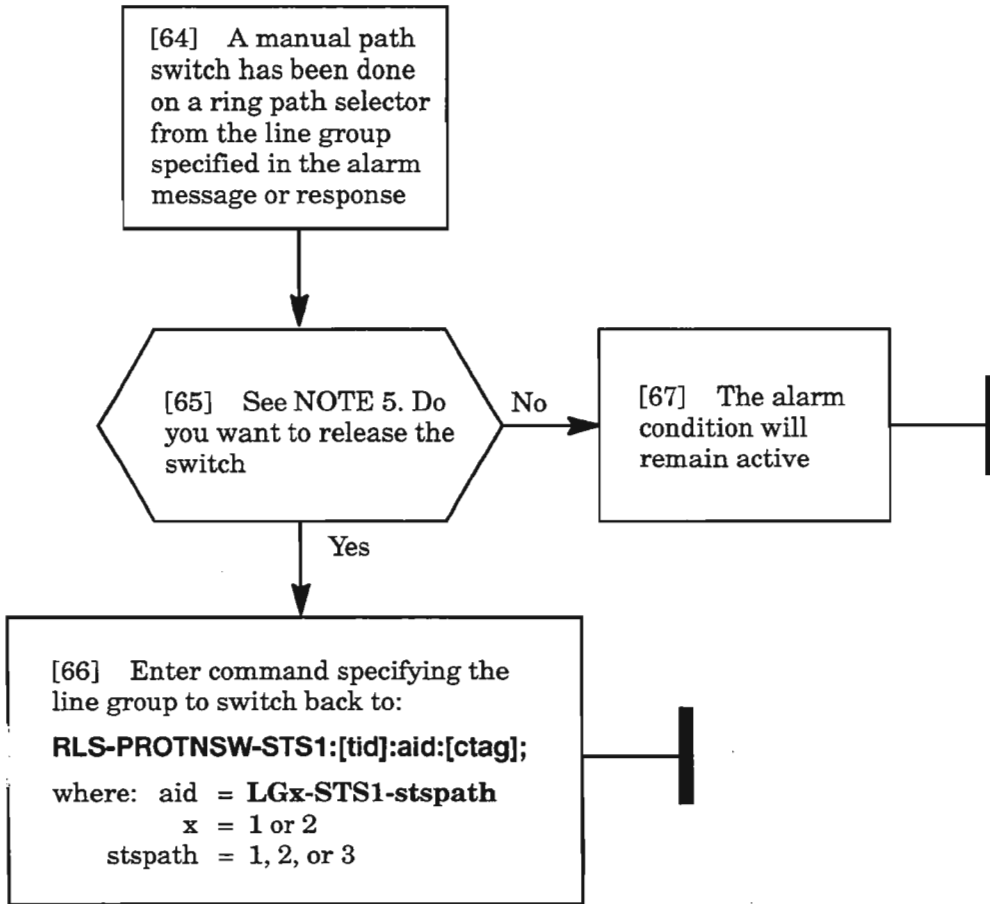 [64] A manual path
switch has been done
on a ring path selector
from the line group
specified in the alarm
message or response
[65] See NOTE 5. Do
you want to release the
switch
No
[67] The alarm
condition will
remain active
Yes
[66] Enter command specifying the
line group to switch back to:
RLS-PROTNSW-STS1:[tid]:aid:[ctag];
where: aid = LGx-STS1-stspath
x = 1 or 2
stspath = 1, 2, or 3